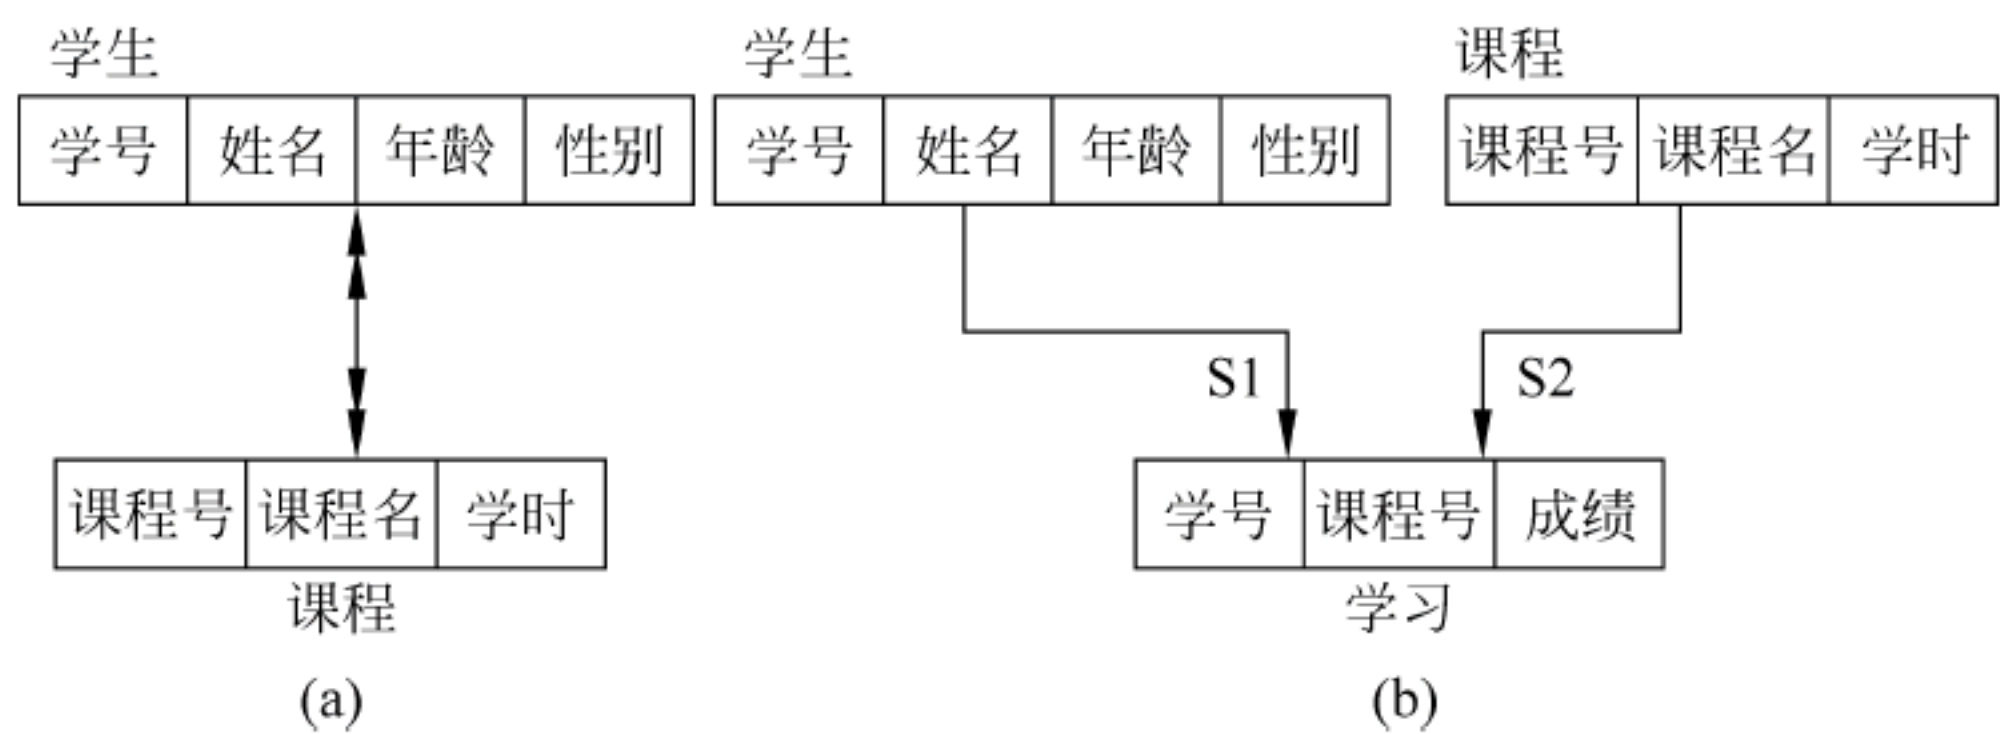 学生
学号 姓名 年龄 性别
课程号 课程名 学时
课程
(a)
学生
学号 姓名 年龄 性别
课程
课程号 课程名 学时
S1
S2
学号 课程号 成绩
学习
(b)